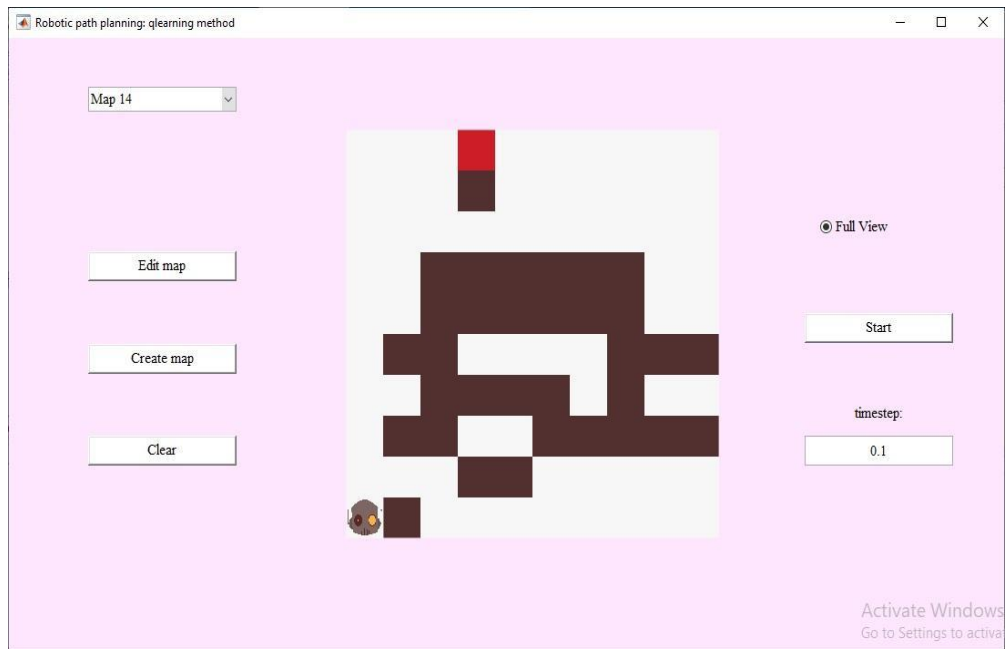 Robotic path planning: qlearning method
Map 14
Full View
Edit map
Start
Create map
timestep:
Clear
0.1
Activate Windows
Go to Settings to activa